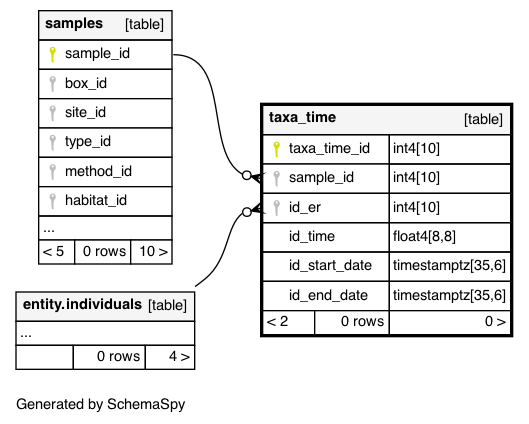 samples [table]
sample_id
box_id
site_id
type_id
method_id
habitat_id
...
< 5 0 rows 10 >
taxa_time [table]
taxa_time_id int4[10]
sample_id int4[10]
id_er int4[10]
id_time float4[8,8]
id_start_date timestamptz[35,6]
id_end_date timestamptz[35,6]
< 2 0 rows 0 >
entity.individuals [table]
...
0 rows 4 >
Generated by SchemaSpy